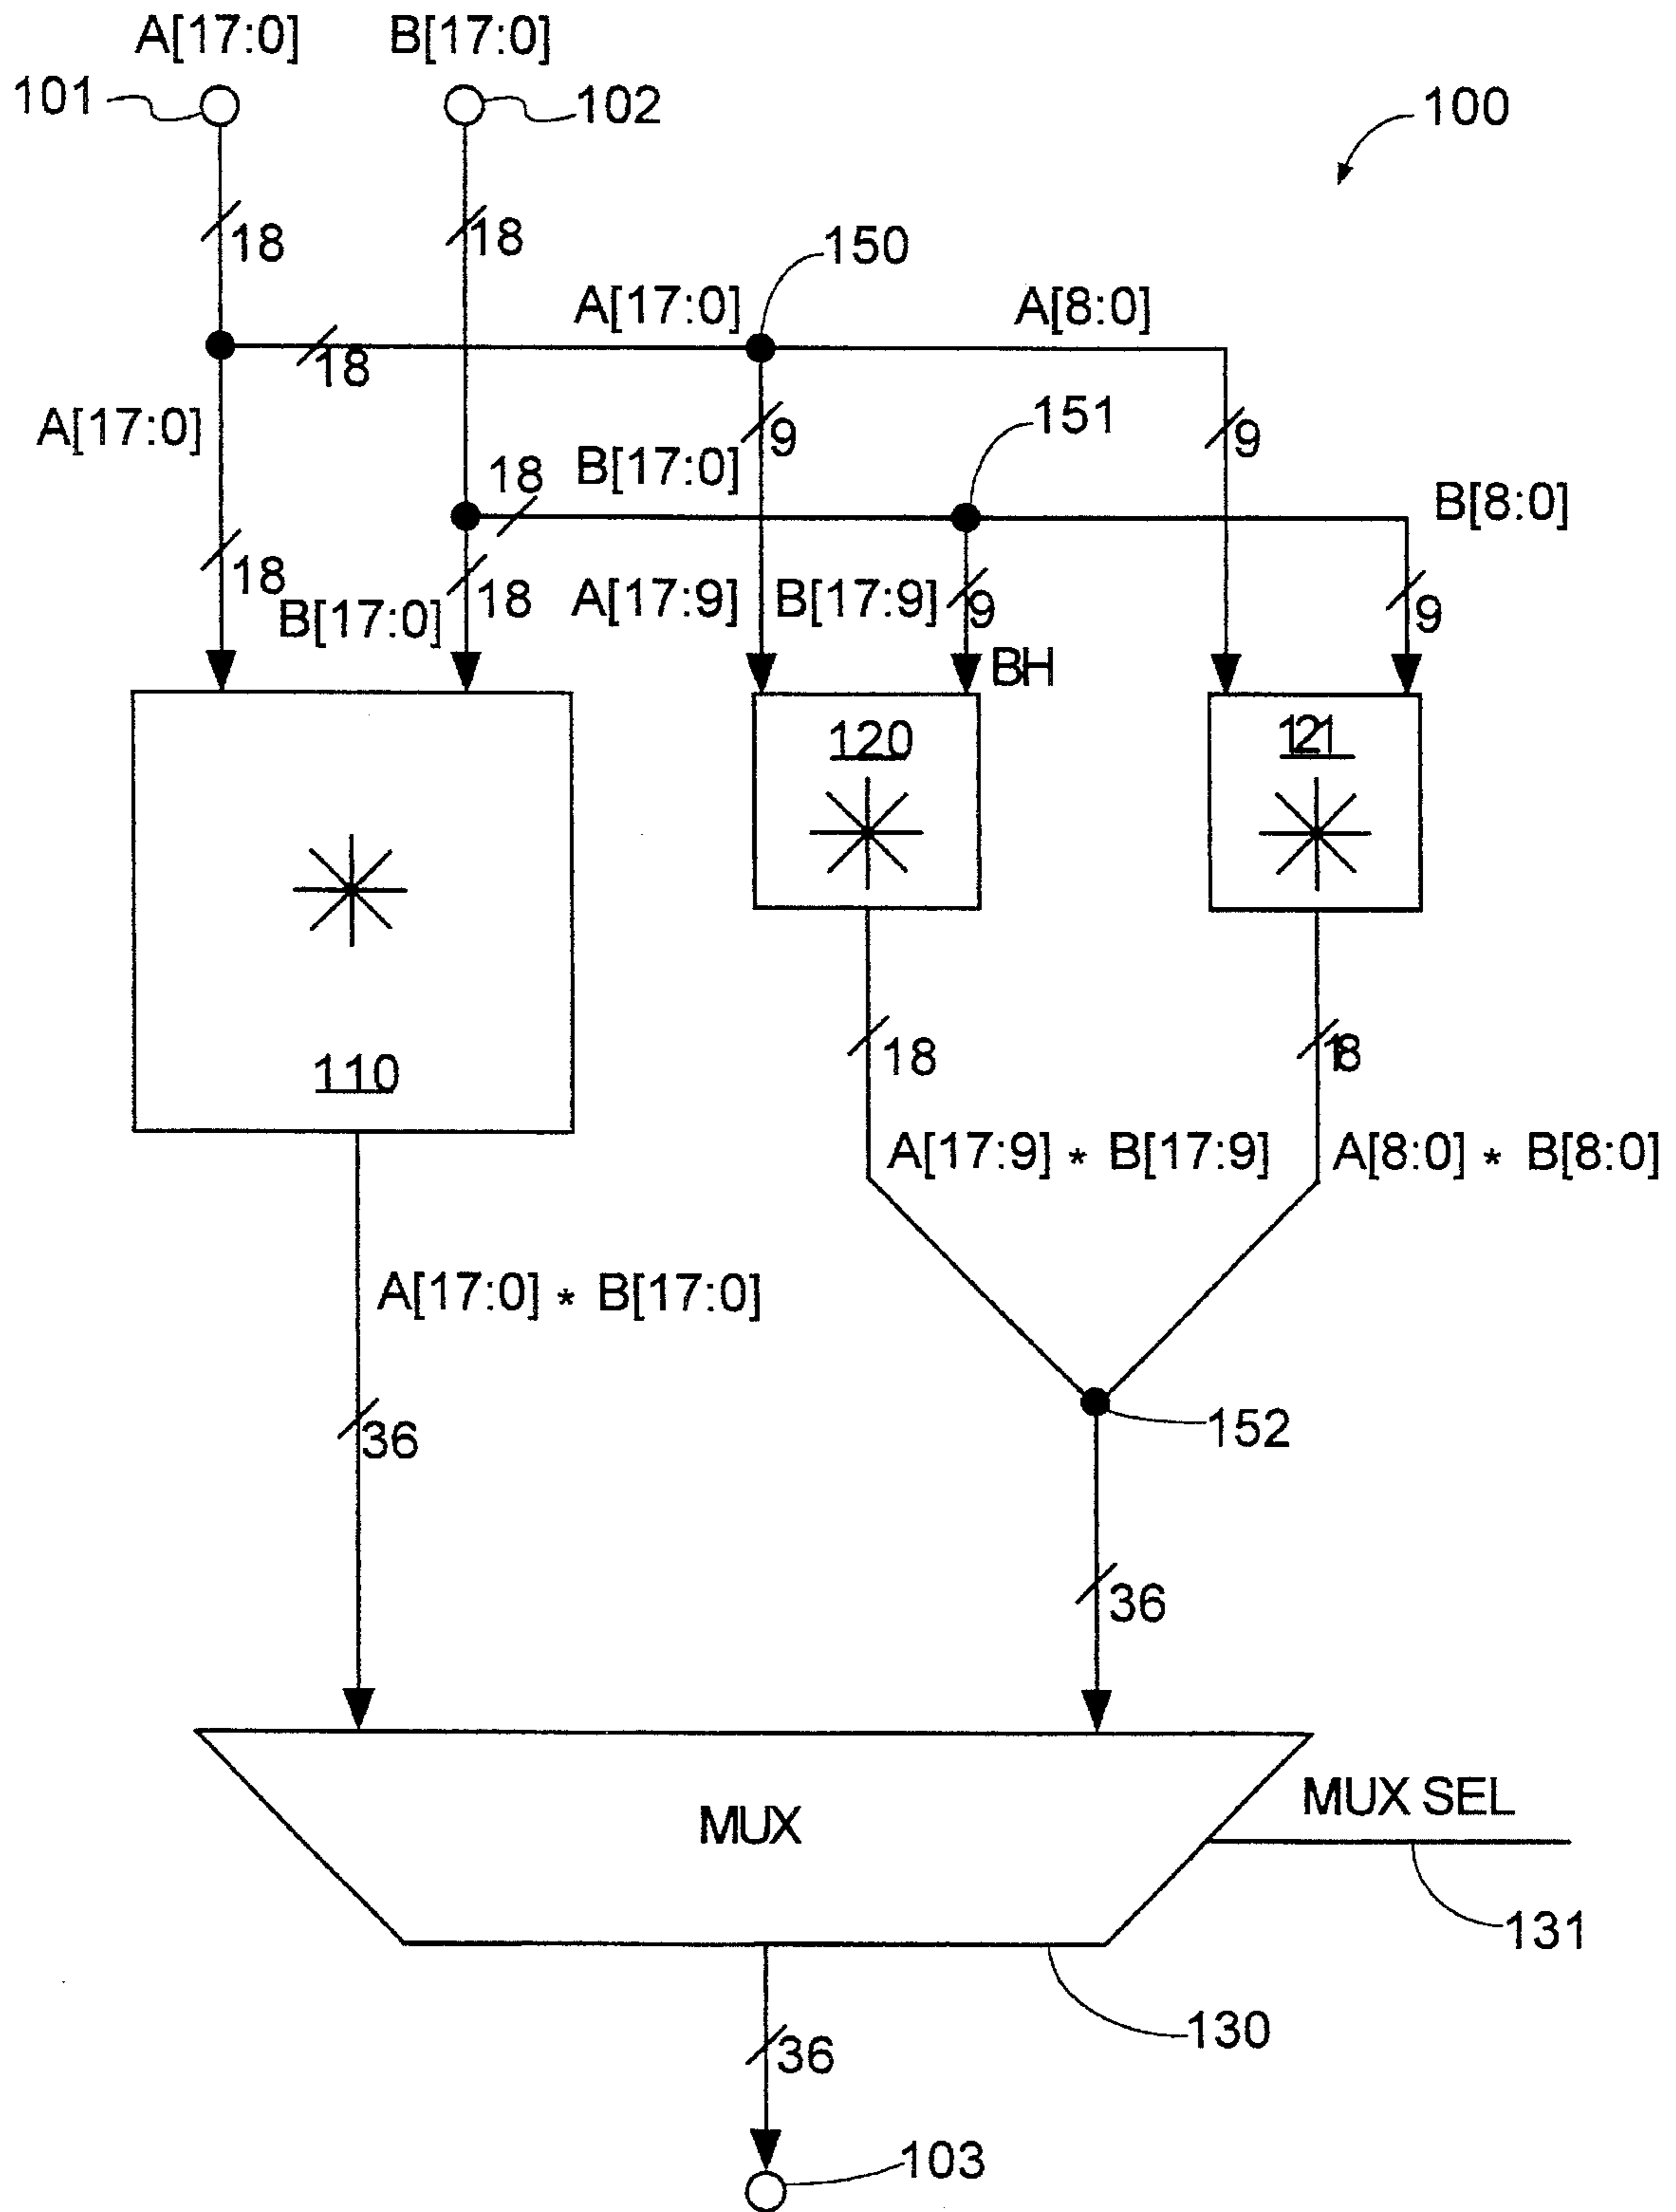 A[17:0] B[17:0]
101 102
100
18 18
150
A[17:0] A[8:0]
18
A[17:0]
9 151 9
18 B[17:0]
B[8:0]
18 18 A[17:9] B[17:9] 9 9
B[17:0]
BH
120 121
110
18 18
A[17:9] * B[17:9] A[8:0] * B[8:0]
A[17:0] * B[17:0]
36 152
36
MUX MUX SEL
131
130
36
103